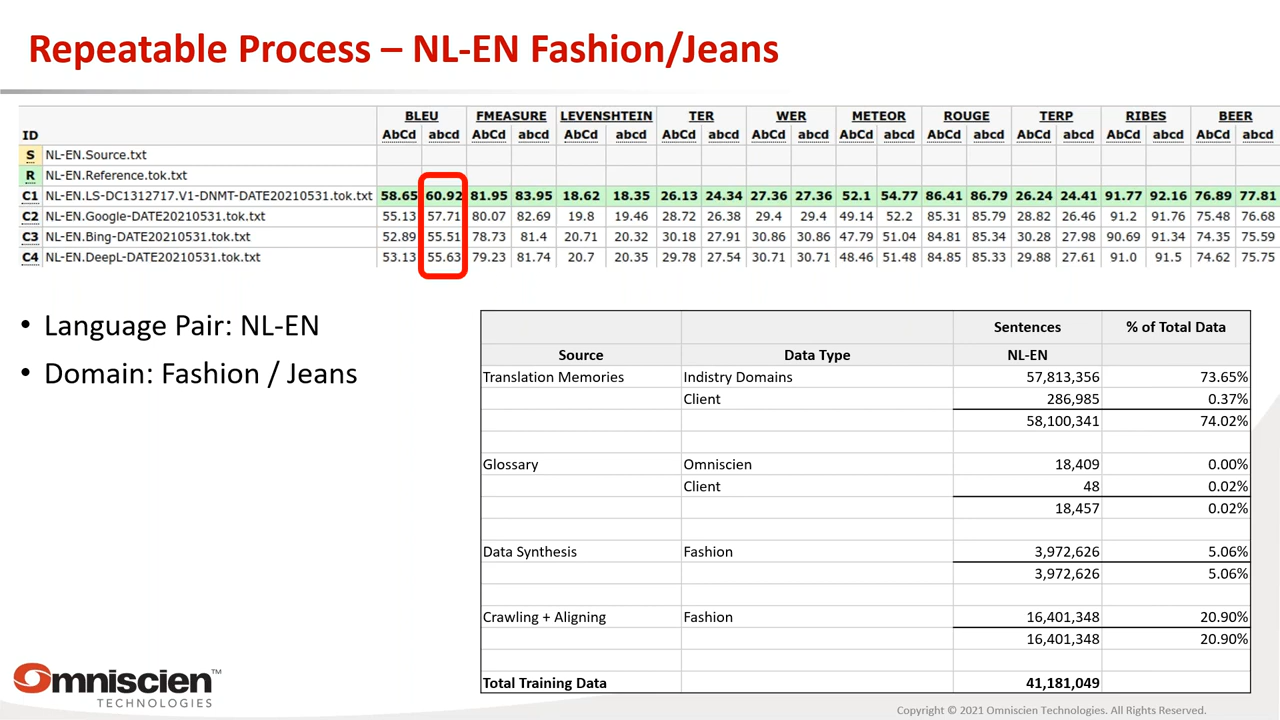 Repeatable Process – NL-EN Fashion/Jeans
BLEU FMEASURE LEVENSHTEIN TER WER METEOR ROUGE TERP RIBES BEER
ID AbCd abcd AbCd abcd AbCd abcd AbCd abcd AbCd abcd AbCd abcd AbCd abcd AbCd abcd AbCd abcd AbCd abcd
S NL-EN.Source.txt
R NL-EN.Reference.tok.txt
C1 NL-EN.LS-DC1312717.V1-DNMT-DATE20210531.tok.txt 58.65 60.92 81.95 83.95 18.62 18.35 26.13 24.34 27.36 27.36 52.1 54.77 86.41 86.79 26.24 24.41 91.77 92.16 76.89 77.81
C2 NL-EN.Google-DATE20210531.tok.txt 55.13 57.71 80.07 82.69 19.8 19.46 28.72 26.35 29.4 29.4 49.14 52.2 85.31 85.79 28.82 26.46 91.2 91.76 75.48 76.68
C3 NL-EN.Bing-DATE20210531.tok.txt 52.89 55.51 78.73 81.4 20.71 20.32 30.18 27.91 30.86 30.86 47.79 51.04 84.81 85.34 30.28 27.98 90.69 91.34 74.35 75.59
C4 NL-EN.DeepL-DATE20210531.tok.txt 53.13 55.63 79.23 81.74 20.7 20.35 29.78 27.54 30.71 30.71 48.46 51.48 84.85 85.33 29.88 27.61 91.0 91.5 74.62 75.75
• Language Pair: NL-EN
• Domain: Fashion / Jeans
Sentences % of Total Data
Source Data Type NL-EN
Translation Memories Indistry Domains 57,813,356 73.65%
Client 286,985 0.37%
58,100,341 74.02%
Glossary Omniscien 18,409 0.00%
Client 48 0.02%
18,457 0.02%
Data Synthesis Fashion 3,972,626 5.06%
3,972,626 5.06%
Crawling + Aligning Fashion 16,401,348 20.90%
16,401,348 20.90%
Total Training Data 41,181,049
Omniscien™
TECHNOLOGIES
Copyright © 2021 Omniscien Technologies. All Rights Reserved.